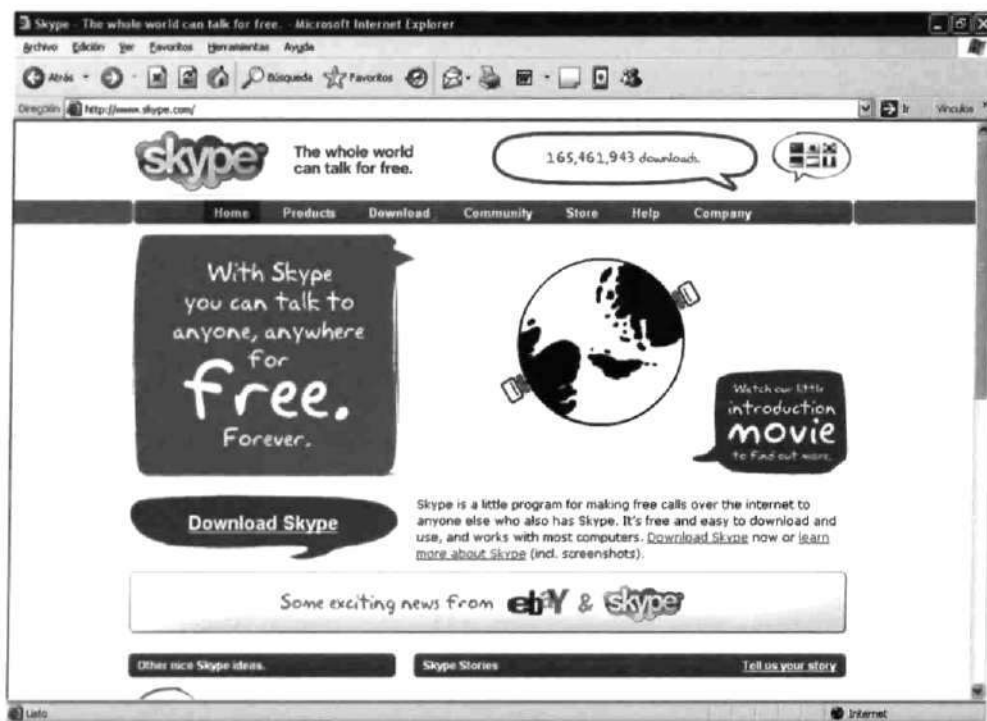 Skype - The whole world can talk for free. - Microsoft Internet Explorer
Archivo Edición Ver Favoritos Herramientas Ayuda
Atrás Búsqueda Favoritos
Dirección http://www.skype.com/ Ir Vínculos
skype The whole world can talk for free.
165,461,943 downloads.
Home Products Download Community Store Help Company
With Skype
you can talk to
anyone, anywhere
for
free.
Forever.
Watch our little
introduction
movie
to find out more.
Download Skype
Skype is a little program for making free calls over the internet to
anyone else who also has Skype. It's free and easy to download and
use, and works with most computers. Download Skype now or learn
more about Skype (incl. screenshots).
Some exciting news from ebay & skype
Other nice Skype ideas.
Skype Stories Tell us your story
Listo Internet